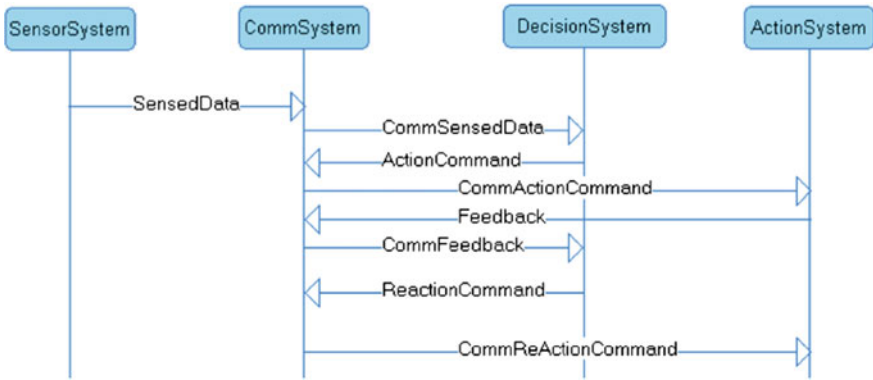 SensorSystem
CommSystem
DecisionSystem
ActionSystem
SensedData
CommSensedData
ActionCommand
CommActionCommand
Feedback
CommFeedback
ReactionCommand
CommReActionCommand